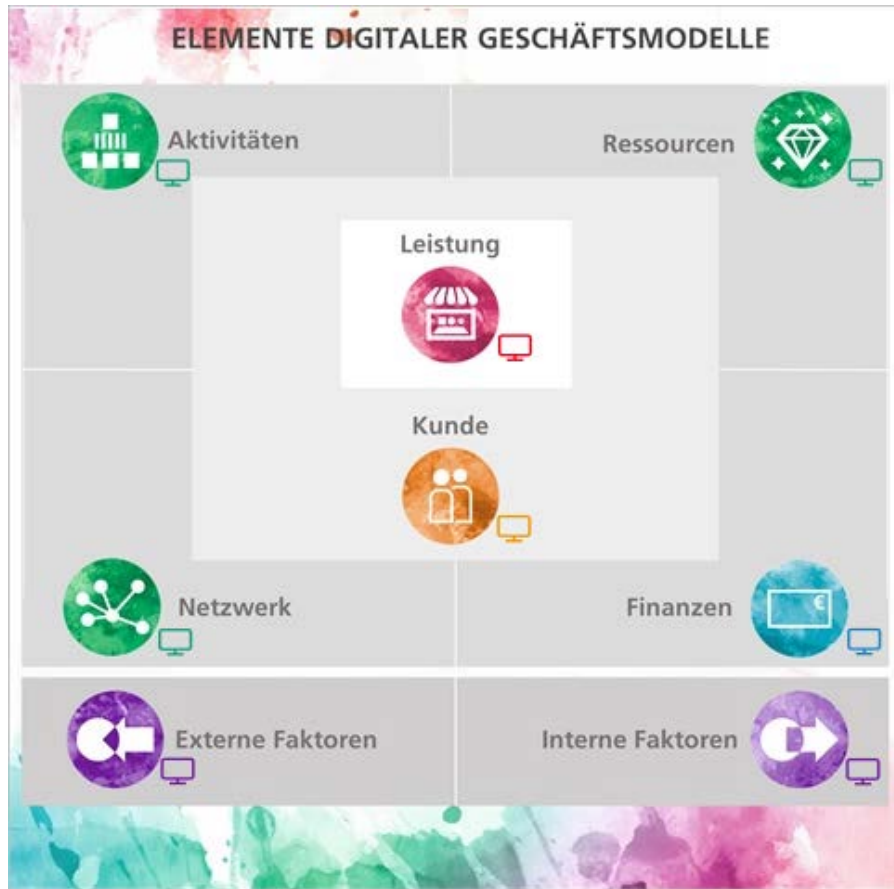 ELEMENTE DIGITALER GESCHÄFTSMODELLE
Aktivitäten
Ressourcen
Leistung
Kunde
Netzwerk
Finanzen
€
Externe Faktoren
Interne Faktoren